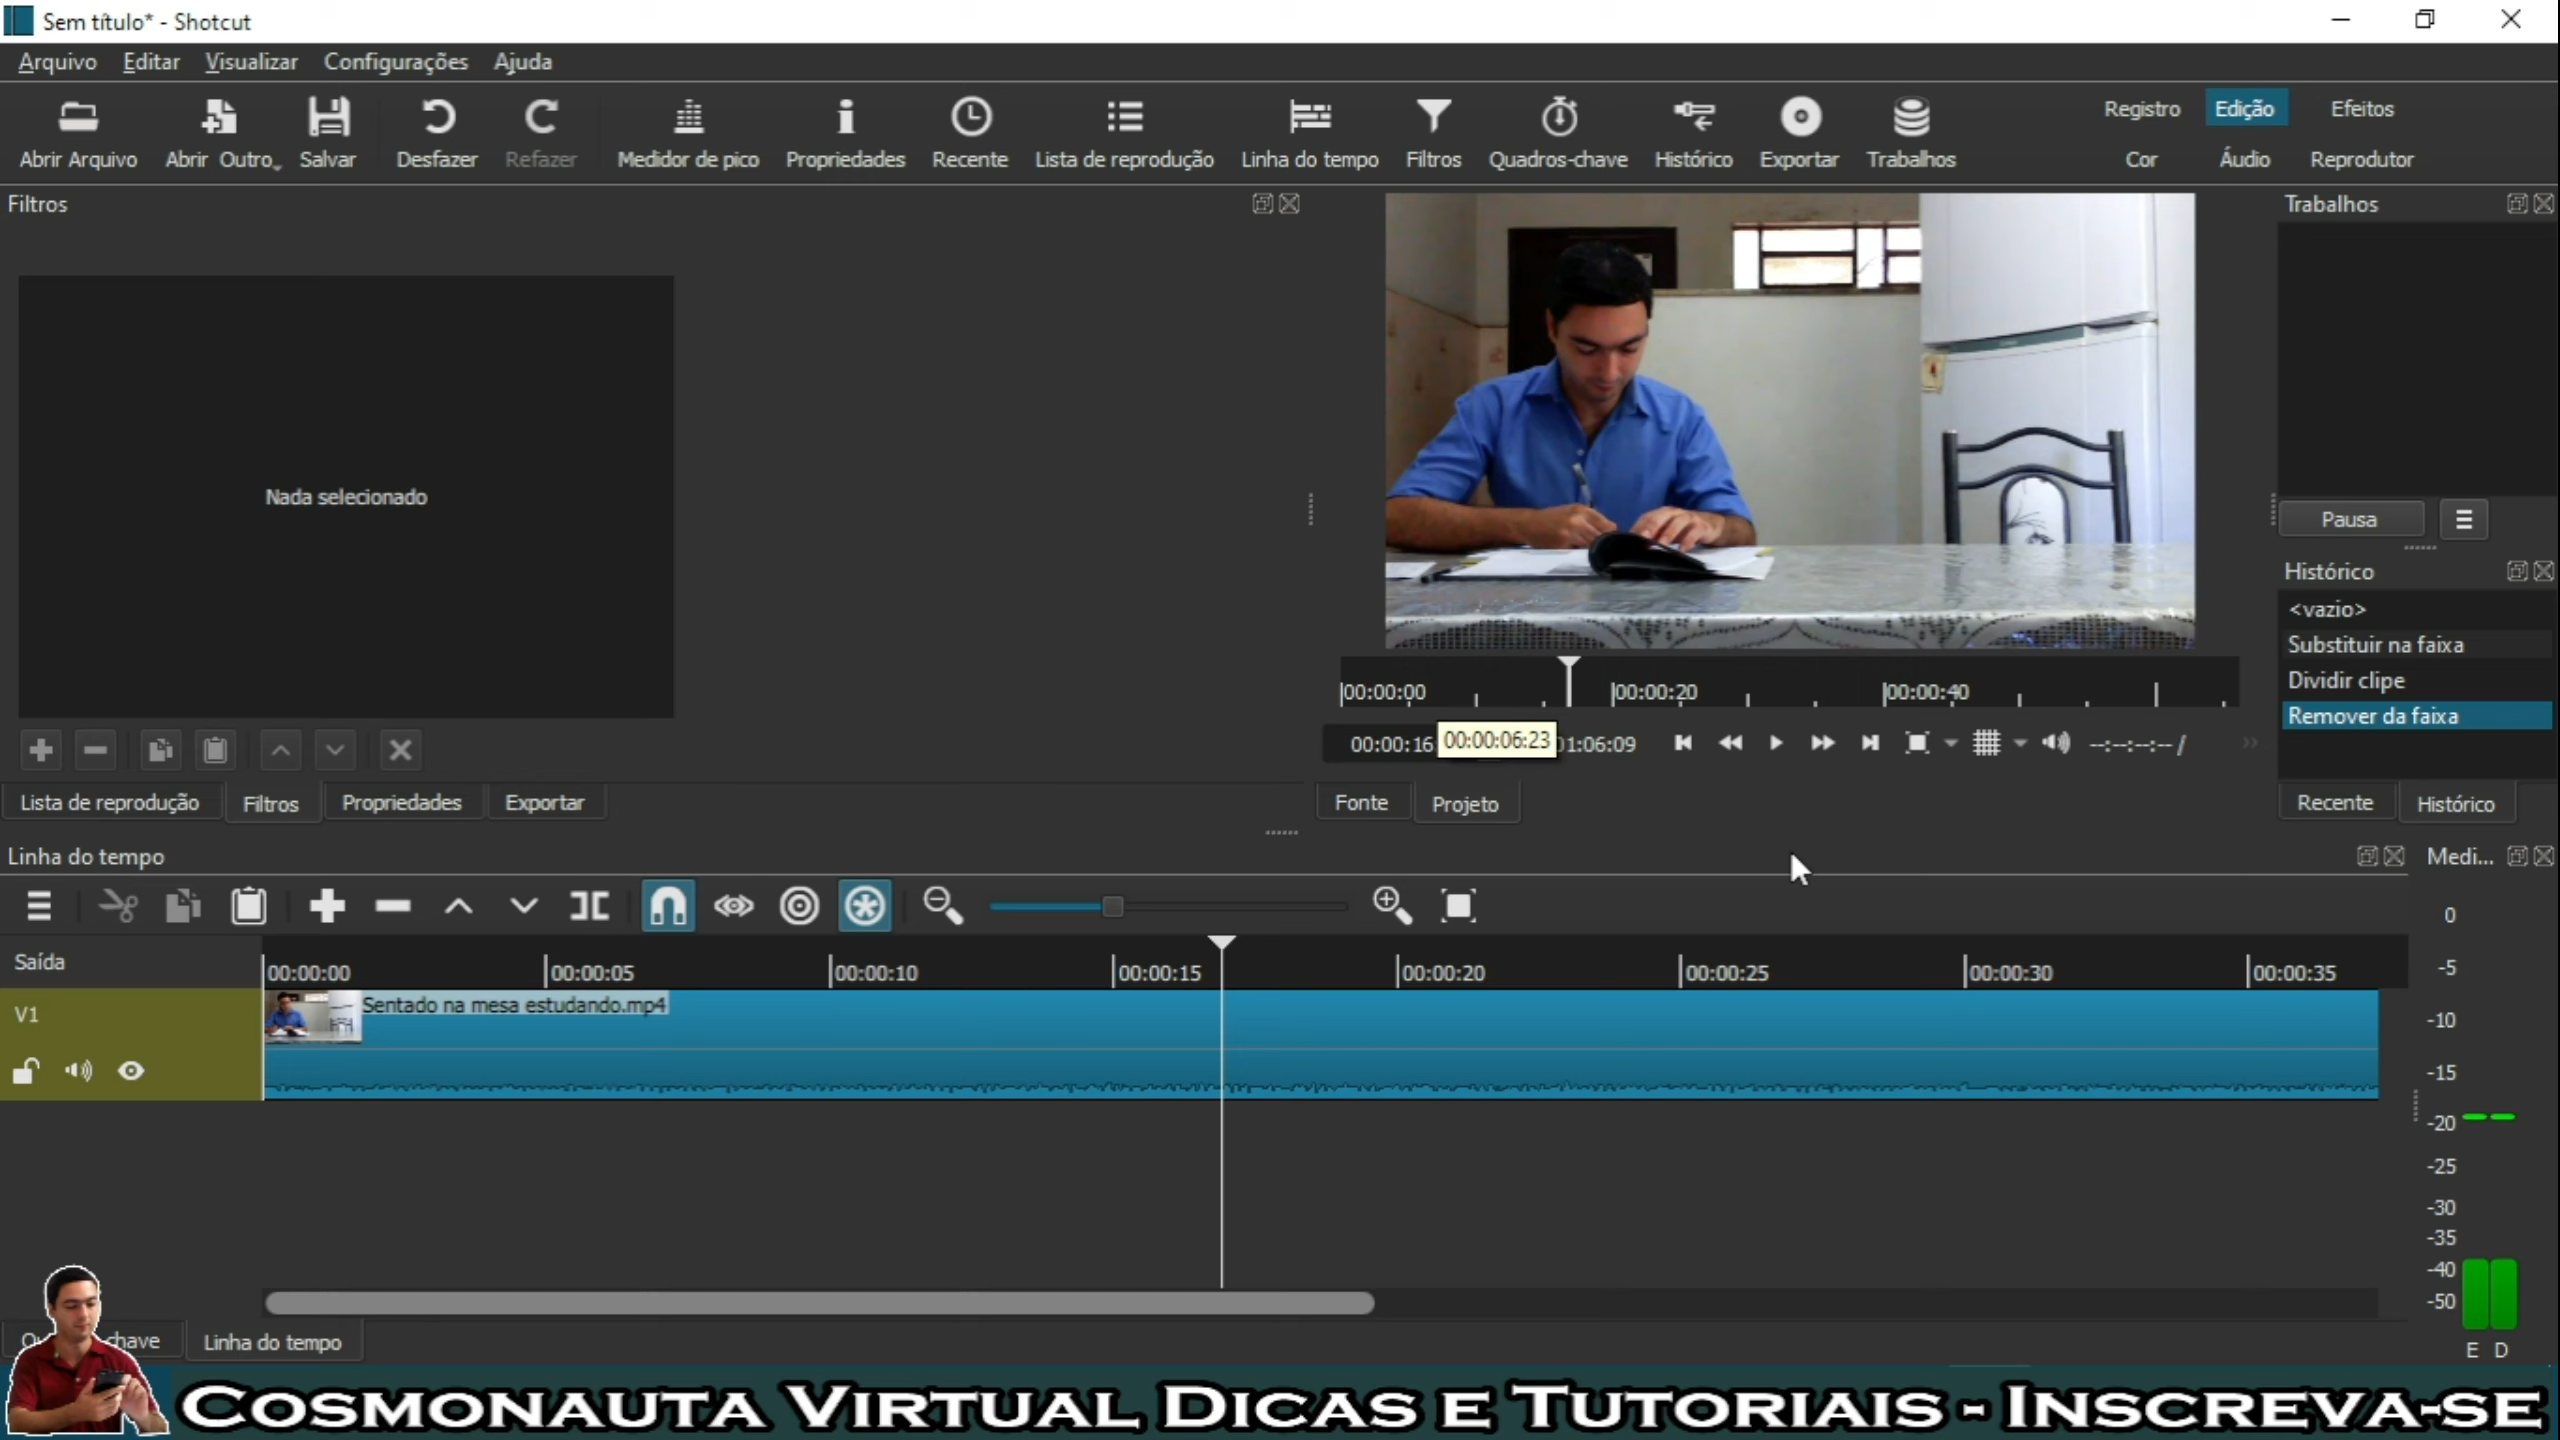 Sem título* - Shotcut
Arquivo Editar Visualizar Configurações Ajuda
Abrir Arquivo Abrir Outro Salvar Desfazer Refazer Medidor de pico Propriedades Recente Lista de reprodução Linha do tempo Filtros Quadros-chave Histórico Exportar Trabalhos
Registro Edição Efeitos
Cor Áudio Reprodutor
Filtros
Trabalhos
Nada selecionado
Pausa
Histórico
<vazio>
Substituir na faixa
Dividir clipe
Remover da faixa
00:00:00 00:00:20 00:00:40
00:00:16 00:00:06:23 01:06:09 --:--:--:-- /
Lista de reprodução Filtros Propriedades Exportar
Fonte Projeto
Recente Histórico
Linha do tempo
Medi...
Saída
00:00:00 00:00:05 00:00:10 00:00:15 00:00:20 00:00:25 00:00:30 00:00:35
V1
Sentado na mesa estudando.mp4
0
-5
-10
-15
-20
-25
-30
-35
-40
-50
E D
Linha do tempo
Cosmonauta Virtual Dicas e Tutoriais - Inscreva-se